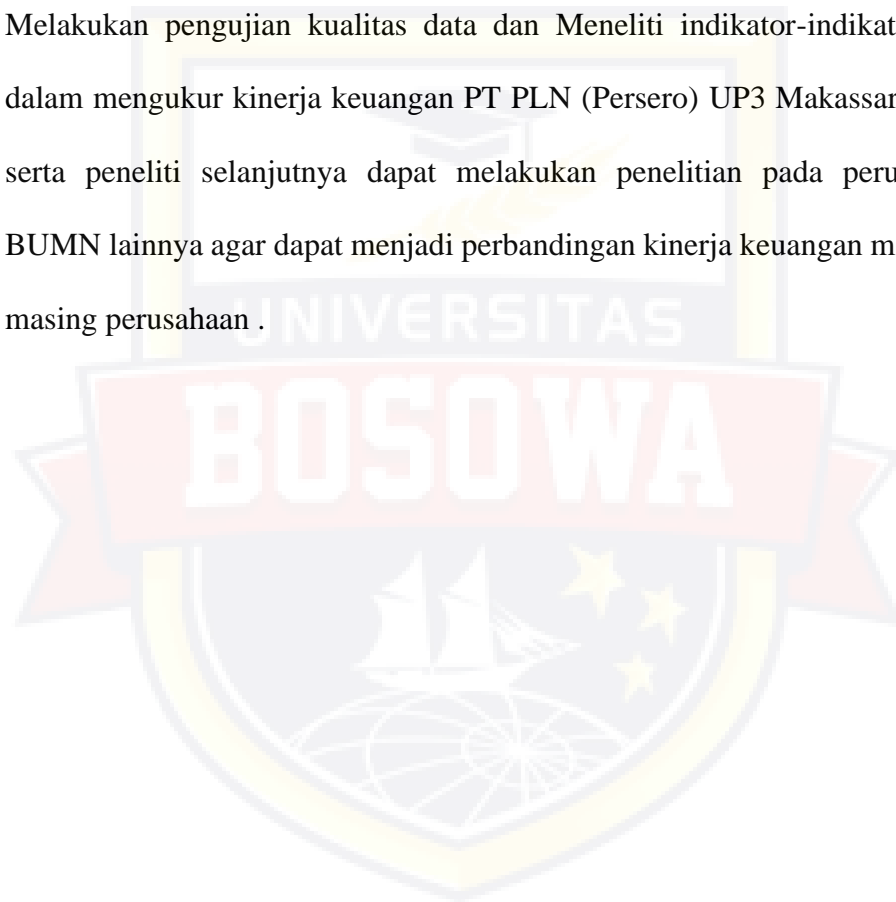 Melakukan pengujian kualitas data dan Meneliti indikator-indikat
dalam mengukur kinerja keuangan PT PLN (Persero) UP3 Makassar
serta peneliti selanjutnya dapat melakukan penelitian pada peru
BUMN lainnya agar dapat menjadi perbandingan kinerja keuangan m
masing perusahaan .
UNIVERSITAS
BOSOWA